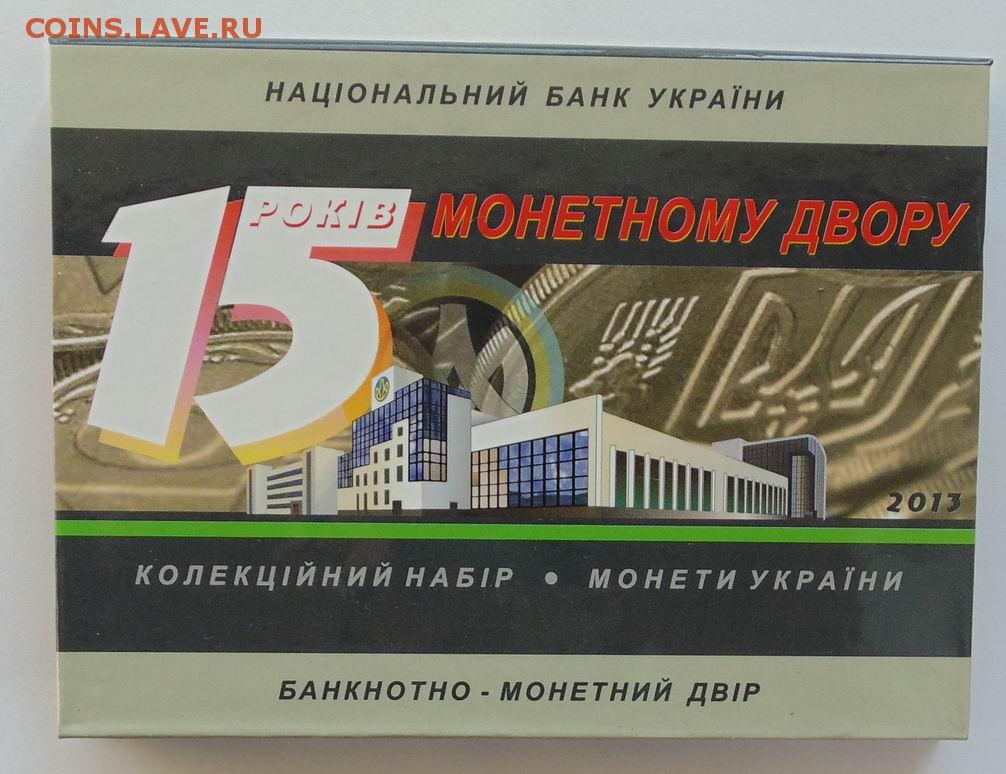 COINS.LAVE.RU
НАЦІОНАЛЬНИЙ БАНК УКРАЇНИ
15 РОКІВ МОНЕТНОМУ ДВОРУ
2013
КОЛЕКЦІЙНИЙ НАБІР • МОНЕТИ УКРАЇНИ
БАНКНОТНО - МОНЕТНИЙ ДВІР